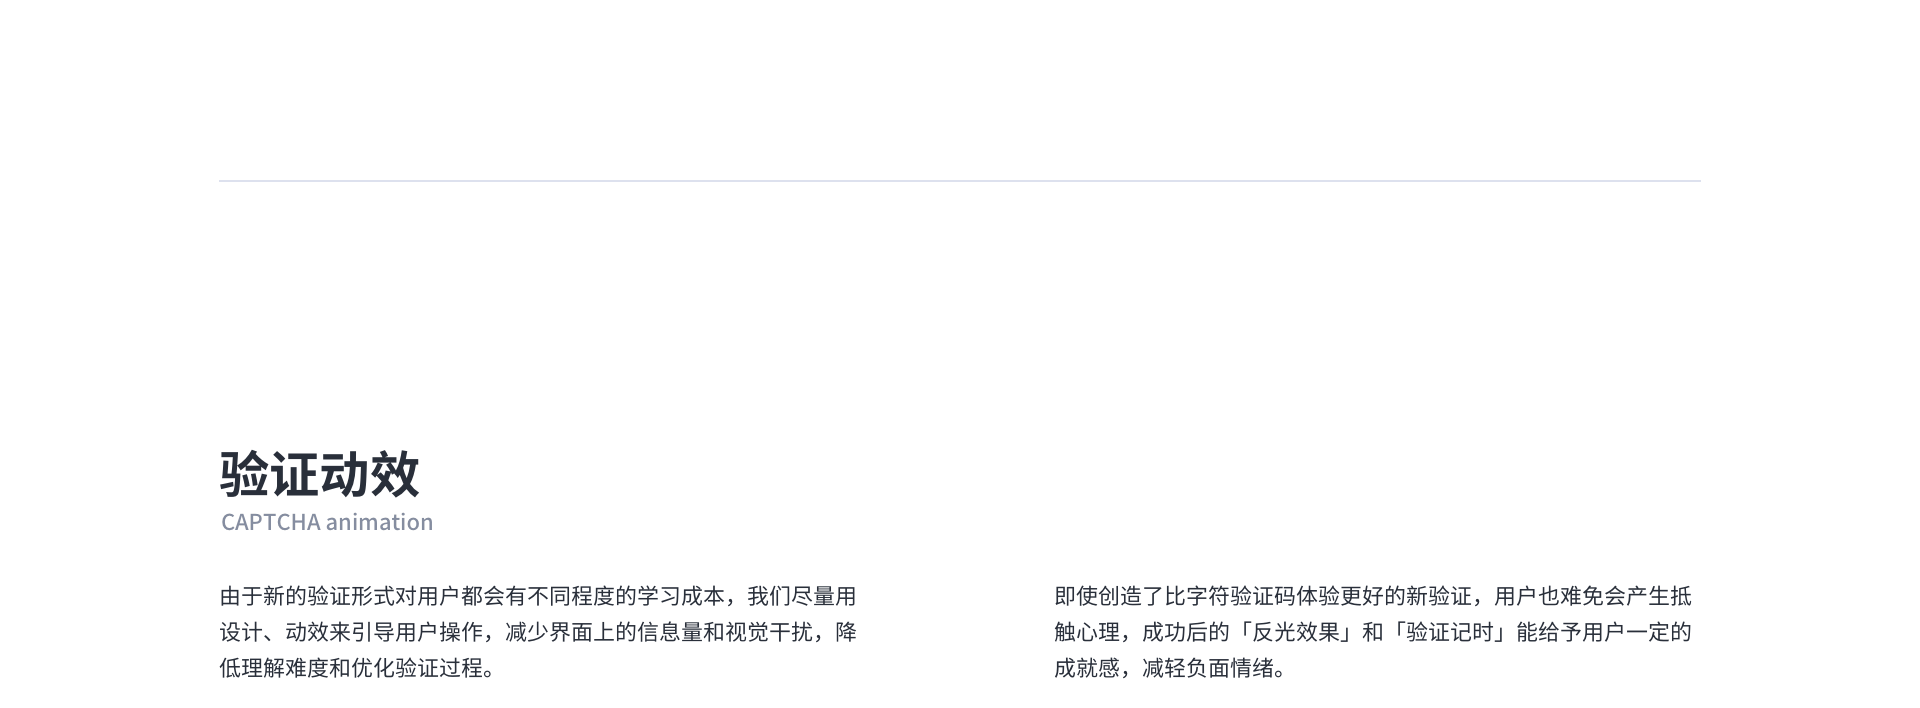 验证动效
CAPTCHA animation
由于新的验证形式对用户都会有不同程度的学习成本，我们尽量用
设计、动效来引导用户操作，减少界面上的信息量和视觉干扰，降
低理解难度和优化验证过程。
即使创造了比字符验证码体验更好的新验证，用户也难免会产生抵
触心理，成功后的「反光效果」和「验证记时」能给予用户一定的
成就感，减轻负面情绪。